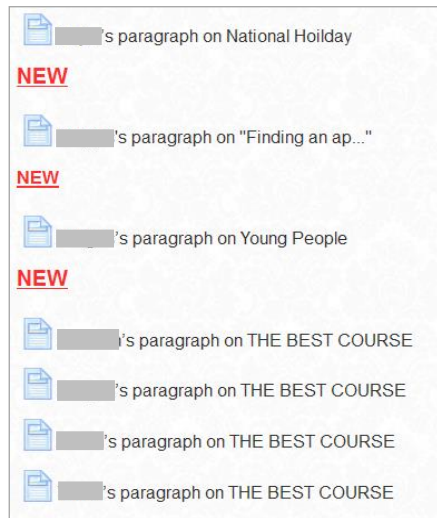 's paragraph on National Hoilday
NEW
's paragraph on "Finding an ap..."
NEW
's paragraph on Young People
NEW
's paragraph on THE BEST COURSE
's paragraph on THE BEST COURSE
's paragraph on THE BEST COURSE
's paragraph on THE BEST COURSE